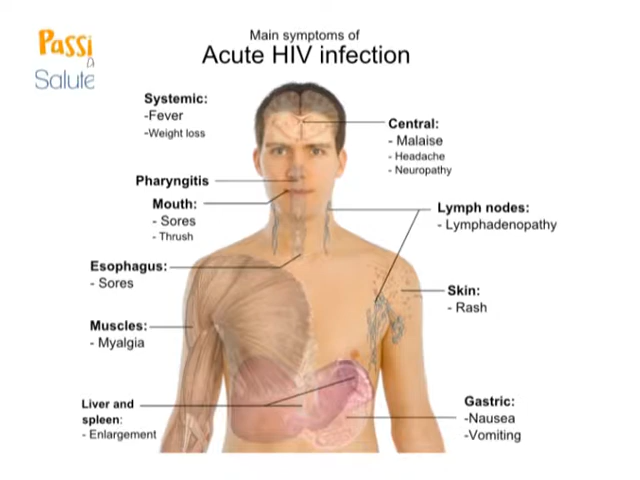 Passi
Salute
Main symptoms of
Acute HIV infection
Systemic:
-Fever
-Weight loss
Central:
- Malaise
- Headache
- Neuropathy
Pharyngitis
Mouth:
- Sores
- Thrush
Lymph nodes:
- Lymphadenopathy
Esophagus:
- Sores
Skin:
- Rash
Muscles:
- Myalgia
Liver and
spleen:
- Enlargement
Gastric:
-Nausea
-Vomiting